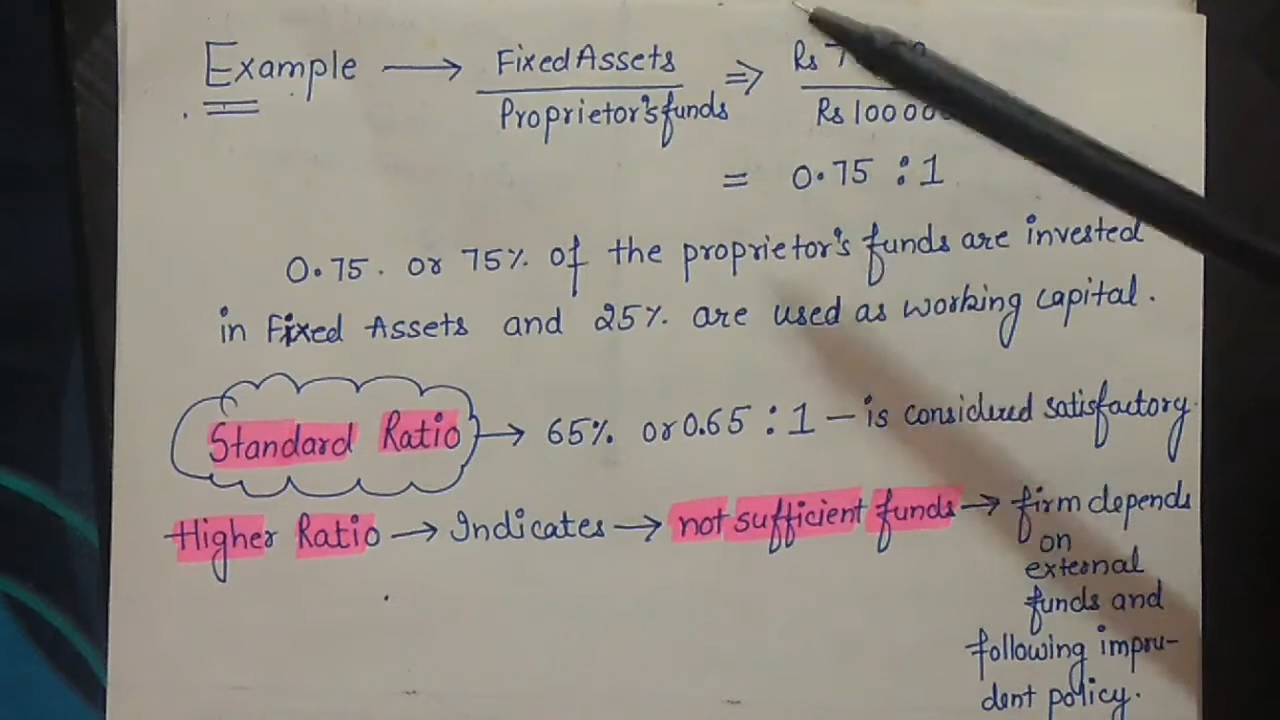 Example → Fixed Assets / Proprietor's funds ⇒ Rs / Rs
= 0.75 : 1
0.75. or 75% of the proprietor's funds are invested
in Fixed Assets and 25% are used as working capital.
Standard Ratio → 65% or 0.65 : 1 – is considered satisfactory.
Higher Ratio → Indicates → not sufficient funds → firm depends
on
external
funds and
following impru-
dent policy.